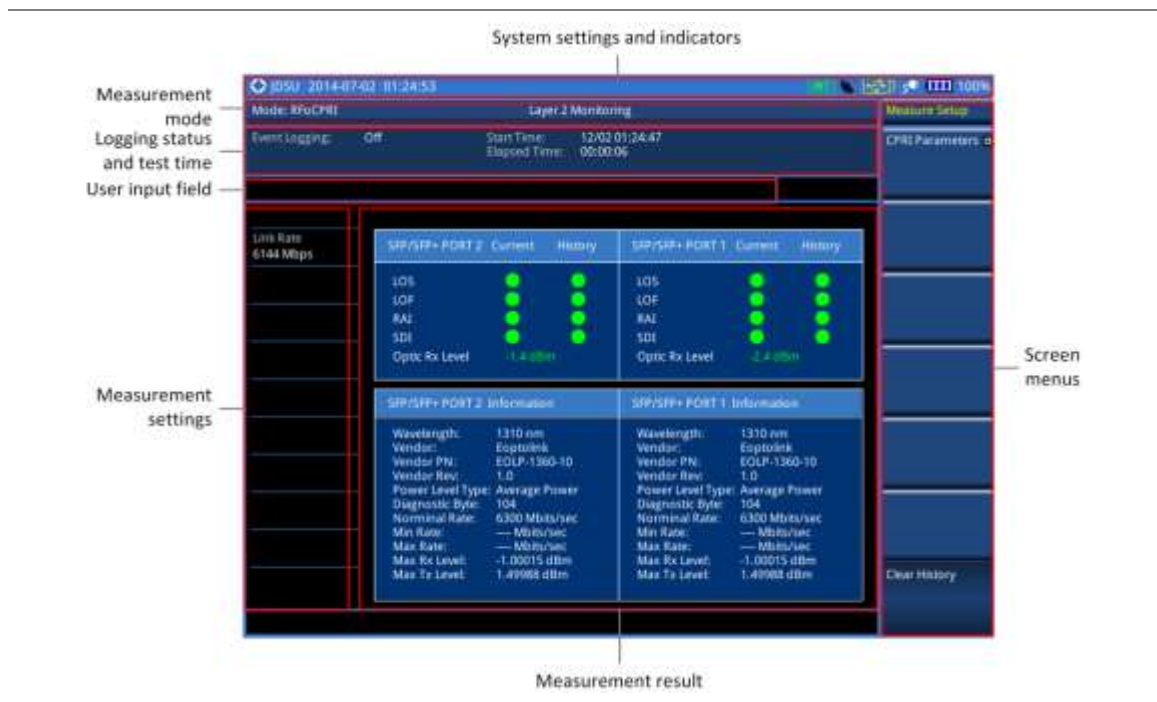 System settings and indicators
JDSU 2014-07-02 01:24:53
100%
Measurement mode
Mode: RFoCPRI Layer 2 Monitoring
Measure Setup
Logging status and test time
Event Logging: Off Start Time: 12/02 01:24:47
Elapsed Time: 00:00:06
CPRI Parameters
User input field
Link Rate
6144 Mbps
SFP/SFP+ PORT 2 Current History SFP/SFP+ PORT 1 Current History
LOS LOS
LOF LOF
RAI RAI
SDI SDI
Optic Rx Level -1.4 dBm Optic Rx Level -2.4 dBm
Screen menus
Measurement settings
SFP/SFP+ PORT 2 Information SFP/SFP+ PORT 1 Information
Wavelength: 1310 nm Wavelength: 1310 nm
Vendor: Eoptolink Vendor: Eoptolink
Vendor PN: EOLP-1360-10 Vendor PN: EOLP-1360-10
Vendor Rev: 1.0 Vendor Rev: 1.0
Power Level Type: Average Power Power Level Type: Average Power
Diagnostic Byte: 104 Diagnostic Byte: 104
Norminal Rate: 6300 Mbits/sec Norminal Rate: 6300 Mbits/sec
Min Rate: ---- Mbits/sec Min Rate: ---- Mbits/sec
Max Rate: ---- Mbits/sec Max Rate: ---- Mbits/sec
Max Rx Level: -1.00015 dBm Max Rx Level: -1.00015 dBm
Max Tx Level: 1.49988 dBm Max Tx Level: 1.49988 dBm
Clear History
Measurement result